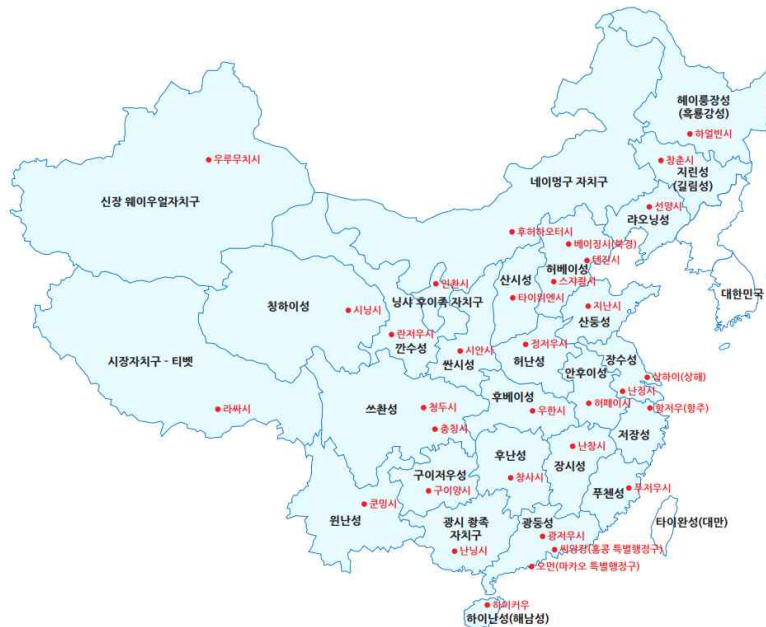 헤이룽장성
(흑룡강성)
하얼빈시
우루무치시
창춘시
지린성
(길림성)
네이멍구 자치구
신장 웨이우얼자치구
선양시
랴오닝성
후허하오터시
베이징시(북경)
톈진시
허베이성
산시성
스자좡시
인촨시
대한민국
칭하이성
닝샤 후이족 자치구
타이위엔시
시닝시
지난시
산둥성
란저우시
깐수성
정저우시
시안시
허난성
장수성
싼시성
시장자치구 - 티벳
안후이성
상하이(상해)
후베이성
난징시
쓰촨성
청두시
허페이시
라싸시
우한시
항저우(항주)
충칭시
저장성
후난성
난창시
장시성
구이저우성
창사시
구이양시
푸저우시
푸첸성
쿤밍시
윈난성
광시 좡족
자치구
광둥성
타이완성(대만)
광저우시
난닝시
씨앙강(홍콩 특별행정구)
오먼(마카오 특별행정구)
하이커우
하이난성(해남성)